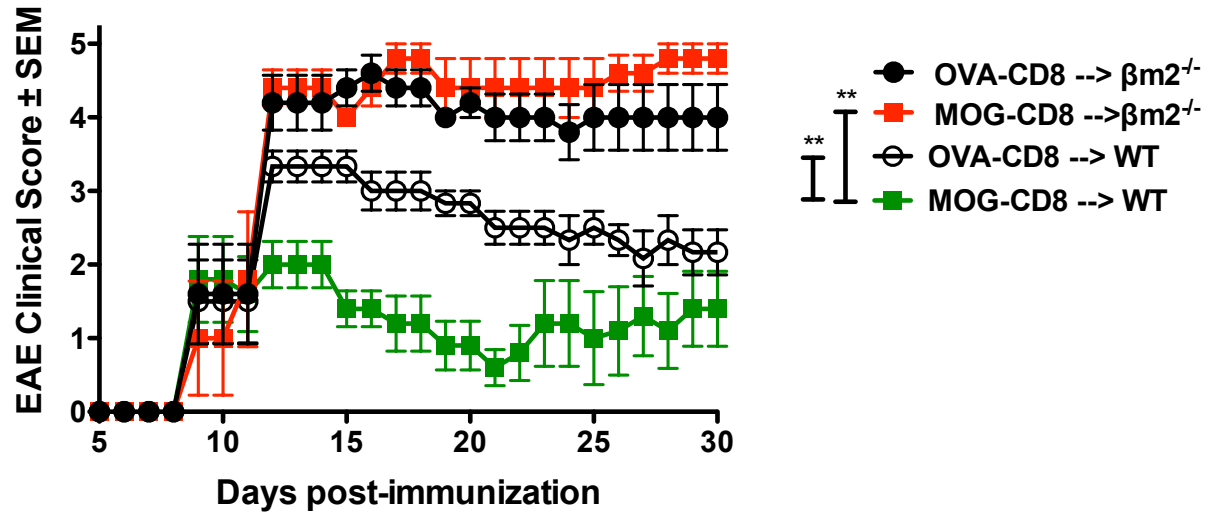 EAE Clinical Score ± SEM
5
4
3
2
1
0
5 10 15 20 25 30
Days post-immunization
OVA-CD8 --> βm2-/-
MOG-CD8 -->βm2-/-
OVA-CD8 --> WT
MOG-CD8 --> WT
**
**